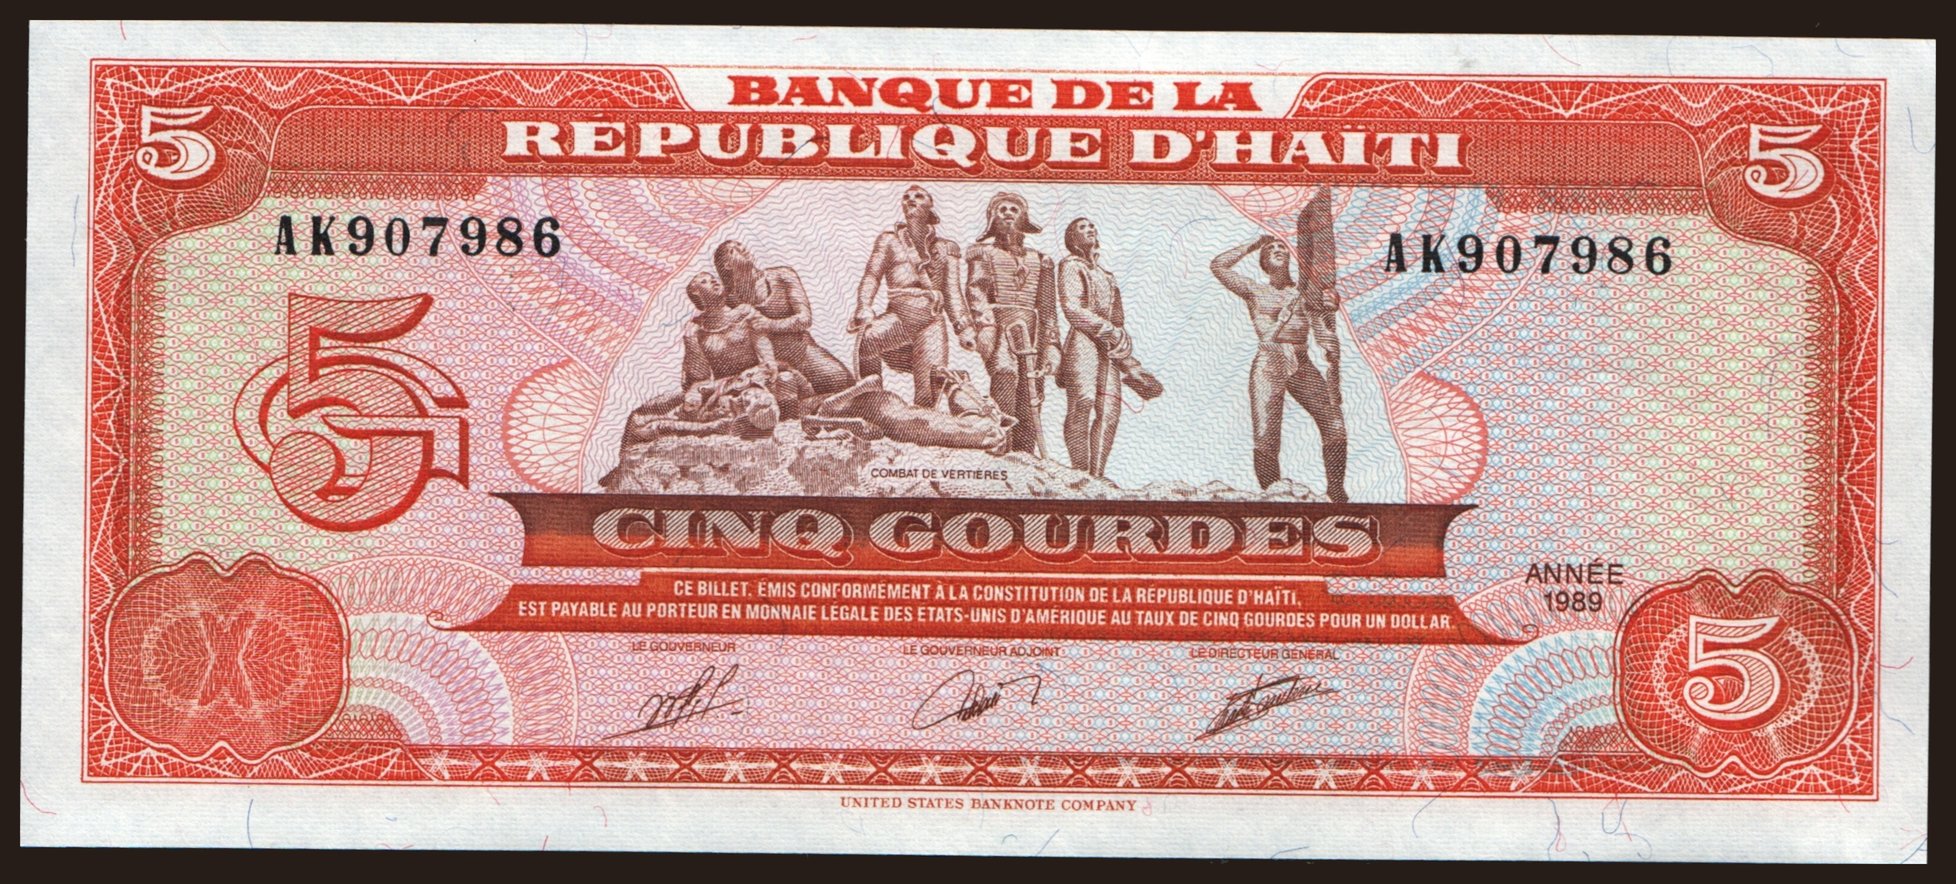 BANQUE DE LA
RÉPUBLIQUE D'HAÏTI
5 5
AK907986 AK907986
5G
COMBAT DE VERTIÈRES
CINQ GOURDES
CE BILLET, ÉMIS CONFORMÉMENT À LA CONSTITUTION DE LA RÉPUBLIQUE D'HAÏTI,
EST PAYABLE AU PORTEUR EN MONNAIE LÉGALE DES ETATS-UNIS D'AMÉRIQUE AU TAUX DE CINQ GOURDES POUR UN DOLLAR.
ANNÉE
1989
LE GOUVERNEUR LE GOUVERNEUR ADJOINT LE DIRECTEUR GÉNÉRAL
5
UNITED STATES BANKNOTE COMPANY